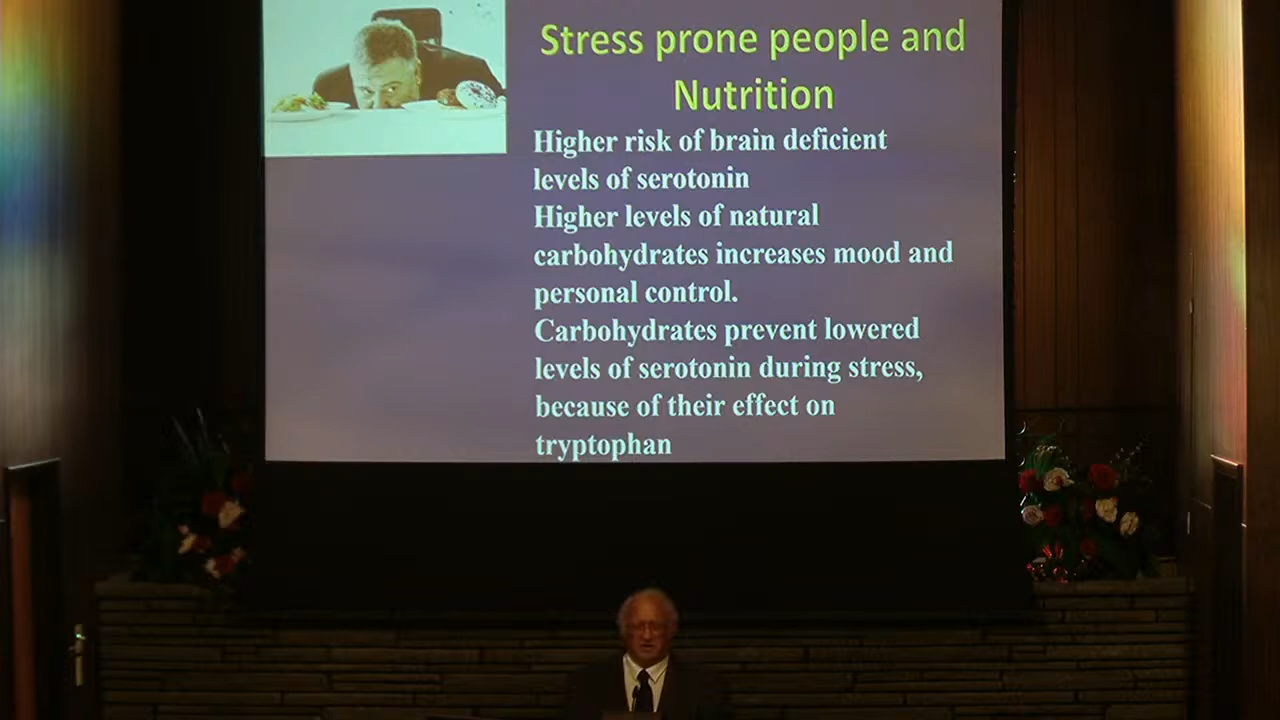 Stress prone people and
Nutrition
Higher risk of brain deficient
levels of serotonin
Higher levels of natural
carbohydrates increases mood and
personal control.
Carbohydrates prevent lowered
levels of serotonin during stress,
because of their effect on
tryptophan